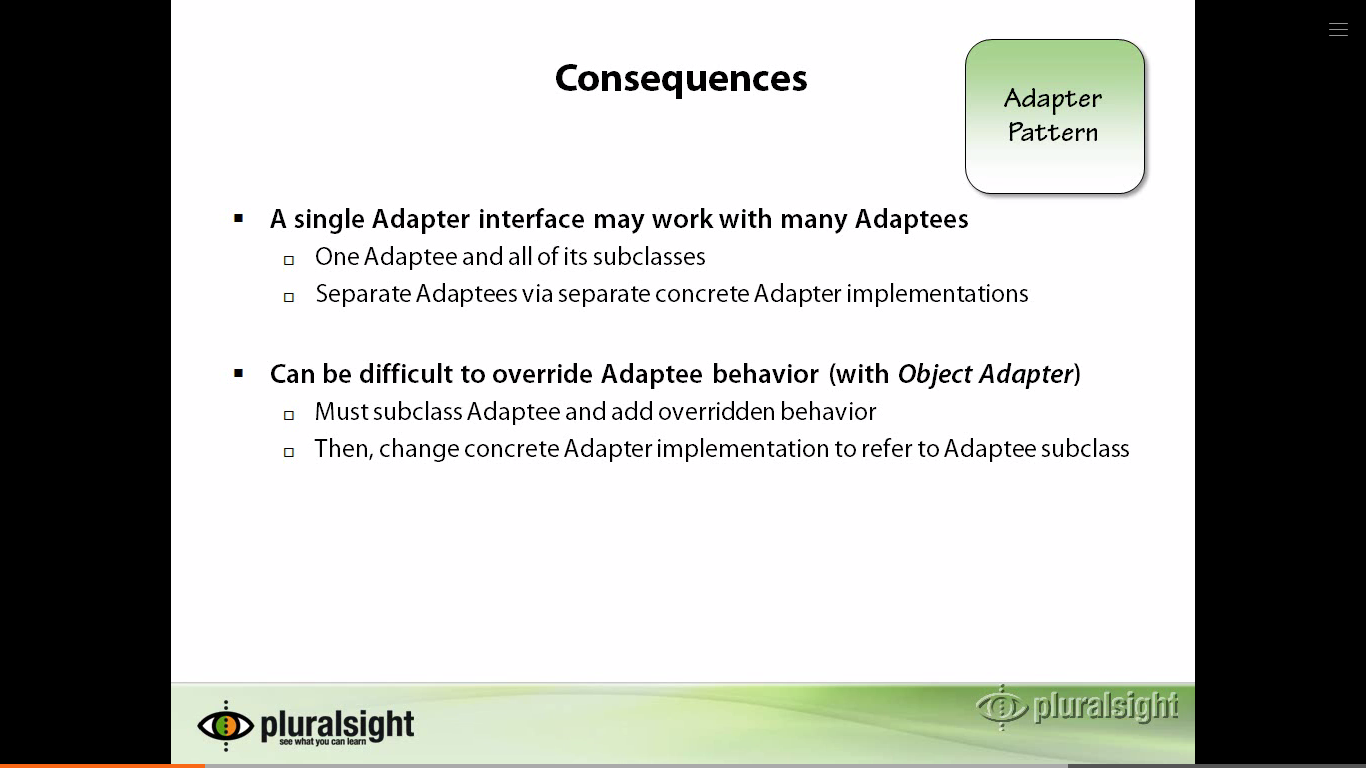 Consequences
Adapter
Pattern
A single Adapter interface may work with many Adaptees
One Adaptee and all of its subclasses
Separate Adaptees via separate concrete Adapter implementations
Can be difficult to override Adaptee behavior (with Object Adapter)
Must subclass Adaptee and add overridden behavior
Then, change concrete Adapter implementation to refer to Adaptee subclass
pluralsight
see what you can learn
pluralsight